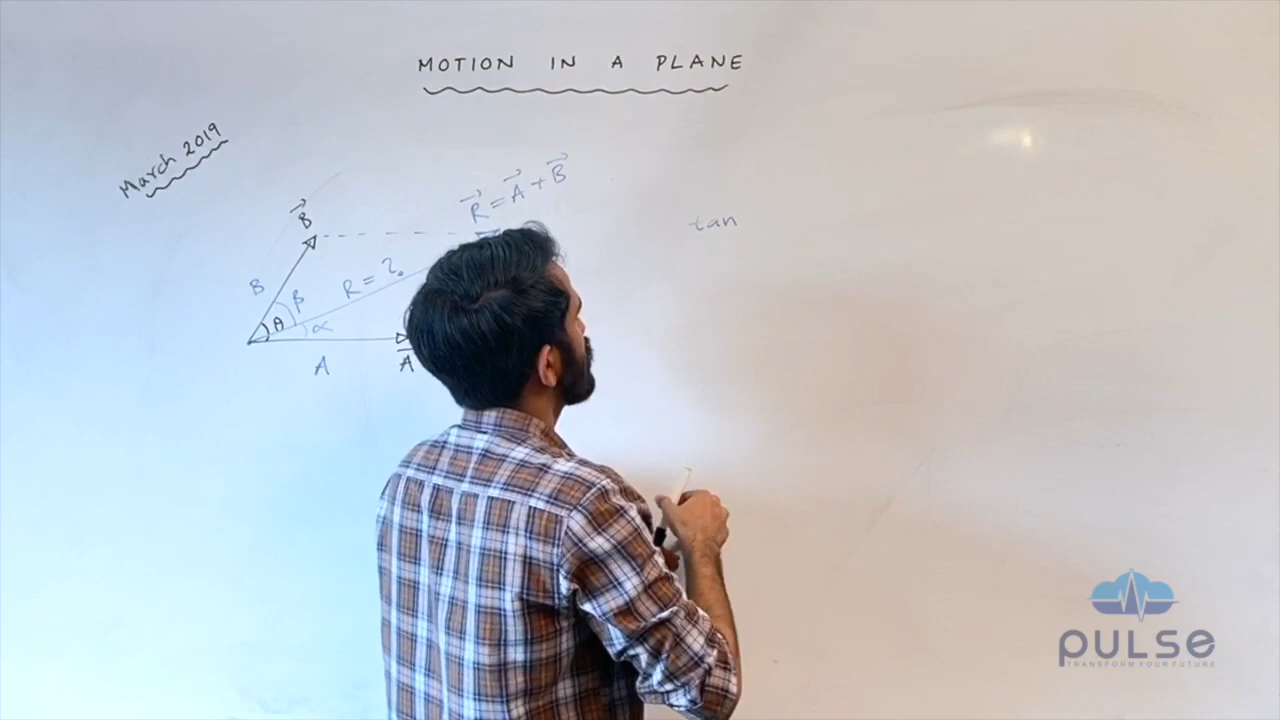 MOTION IN A PLANE
March 2019
R = A + B
B
tan
B
R = ?
β
A
α
A
A
PULSE
TRANSFORM YOUR FUTURE